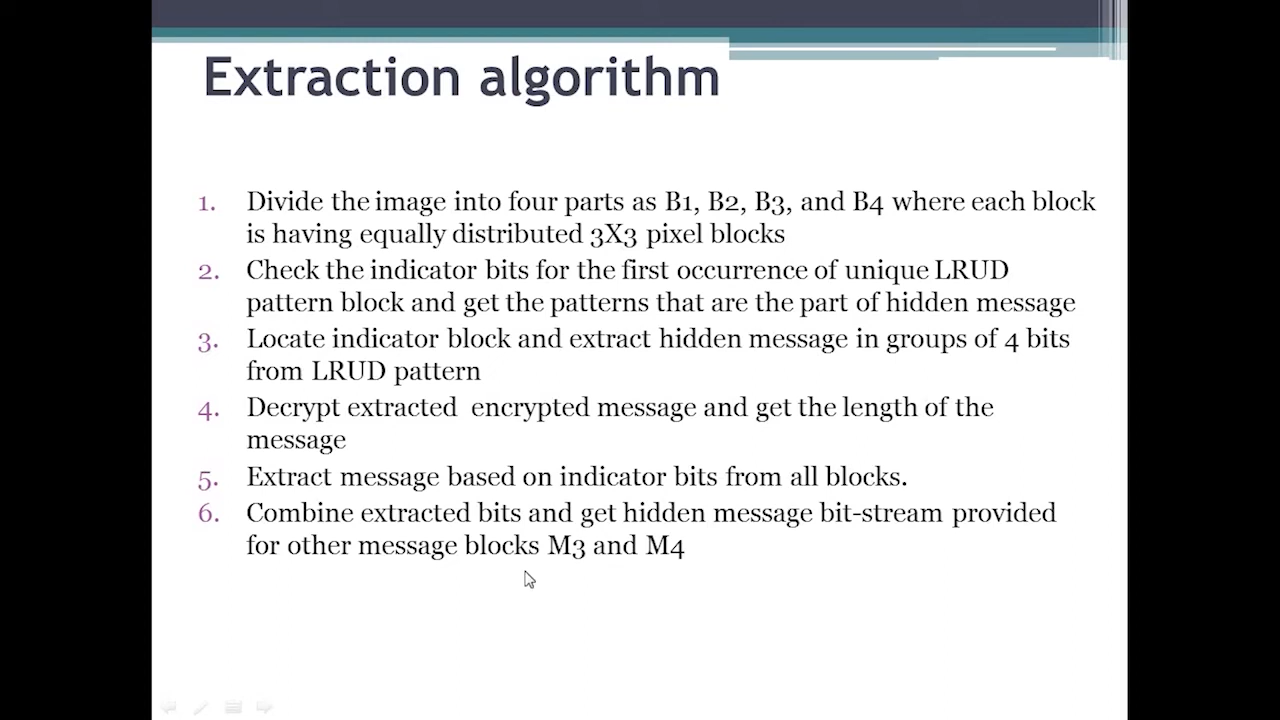 Extraction algorithm
1. Divide the image into four parts as B1, B2, B3, and B4 where each block
is having equally distributed 3X3 pixel blocks
2. Check the indicator bits for the first occurrence of unique LRUD
pattern block and get the patterns that are the part of hidden message
3. Locate indicator block and extract hidden message in groups of 4 bits
from LRUD pattern
4. Decrypt extracted encrypted message and get the length of the
message
5. Extract message based on indicator bits from all blocks.
6. Combine extracted bits and get hidden message bit-stream provided
for other message blocks M3 and M4